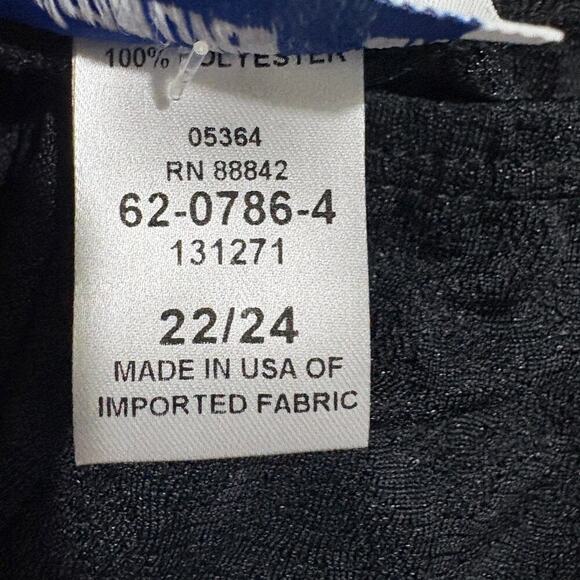 100% POLYESTER
05364
RN 88842
62-0786-4
131271
22/24
MADE IN USA OF
IMPORTED FABRIC